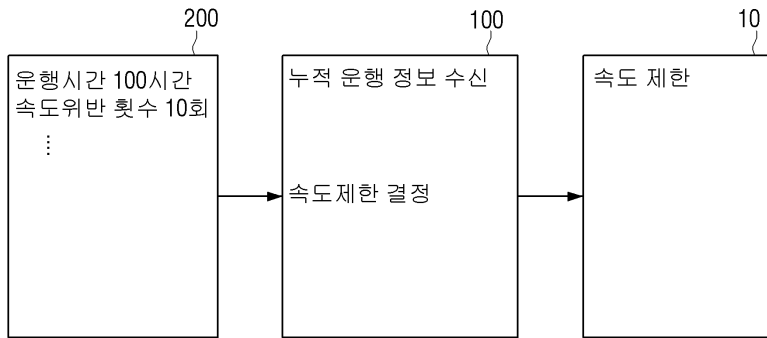 200
100
10
운행시간 100시간
속도위반 횟수 10회
⋮
누적 운행 정보 수신
속도제한 결정
속도 제한